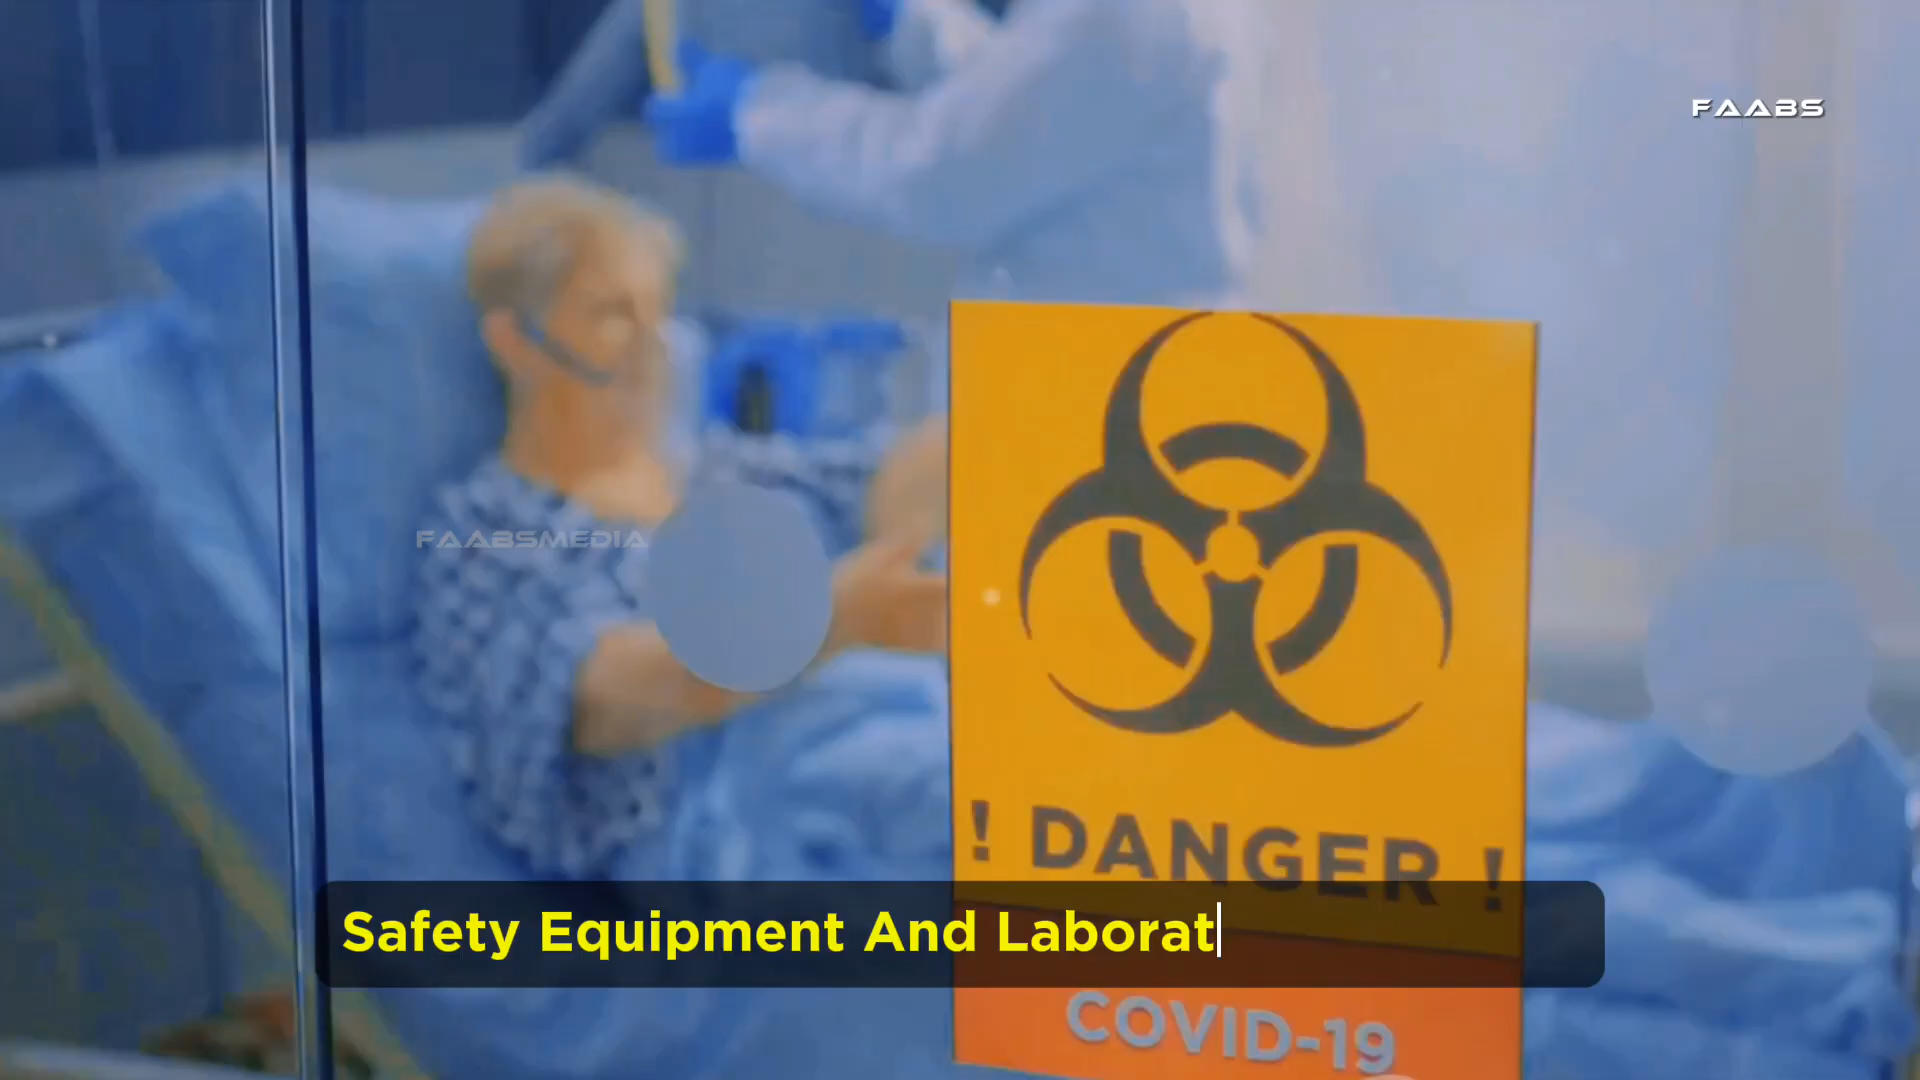 FAABS
FAABSMEDIA
! DANGER !
Safety Equipment And Laborat
COVID-19